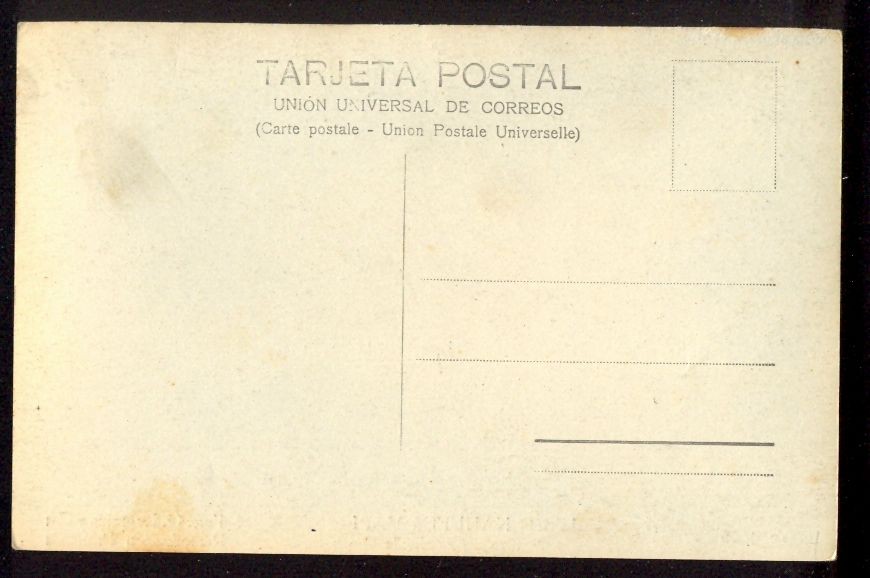 TARJETA POSTAL
UNIÓN UNIVERSAL DE CORREOS
(Carte postale - Union Postale Universelle)